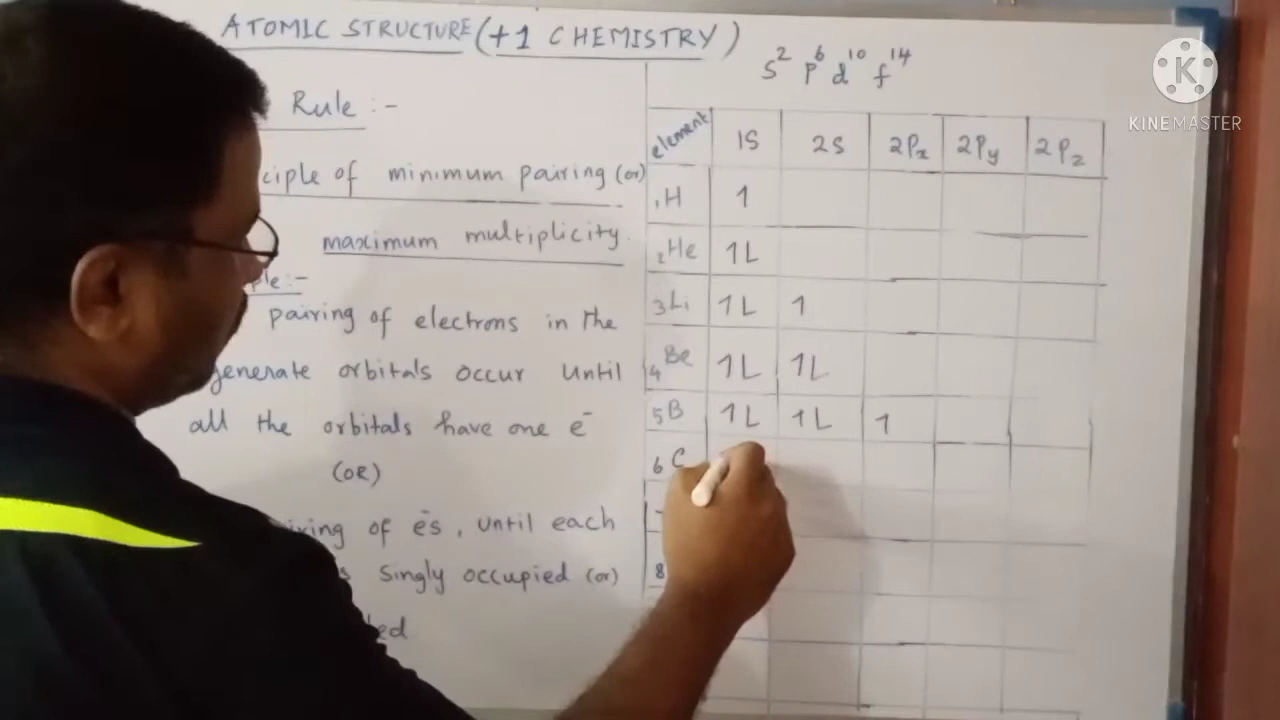 ATOMIC STRUCTURE (+1 CHEMISTRY)
Rule :-
ciple of minimum pairing (or)
maximum multiplicity.
ple:-
pairing of electrons in the
generate orbitals occur until
all the orbitals have one e⁻
(OR)
iring of e⁻s, until each
s singly occupied (or)
ed
S² P⁶ d¹⁰ f¹⁴
element 1S 2S 2Px 2Py 2Pz
₁H 1
₂He 1L
₃Li 1L 1
₄Be 1L 1L
₅B 1L 1L 1
₆C
8
K
KINEMASTER